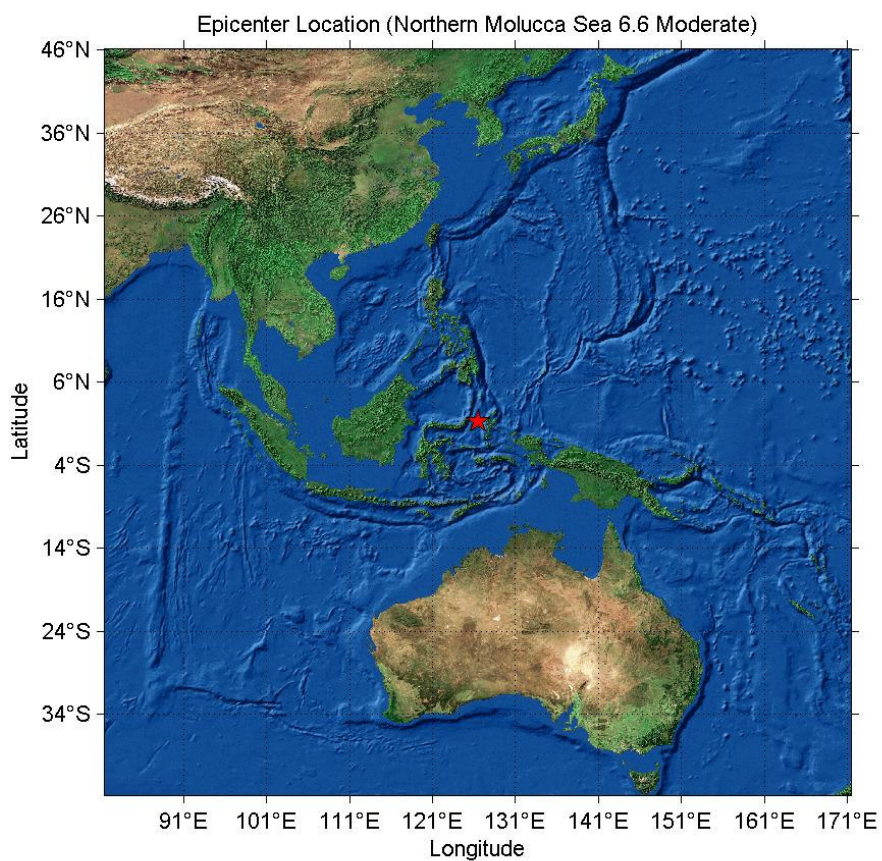 Epicenter Location (Northern Molucca Sea 6.6 Moderate)
46°N
36°N
26°N
16°N
6°N
4°S
14°S
24°S
34°S
Latitude
91°E 101°E 111°E 121°E 131°E 141°E 151°E 161°E 171°E
Longitude